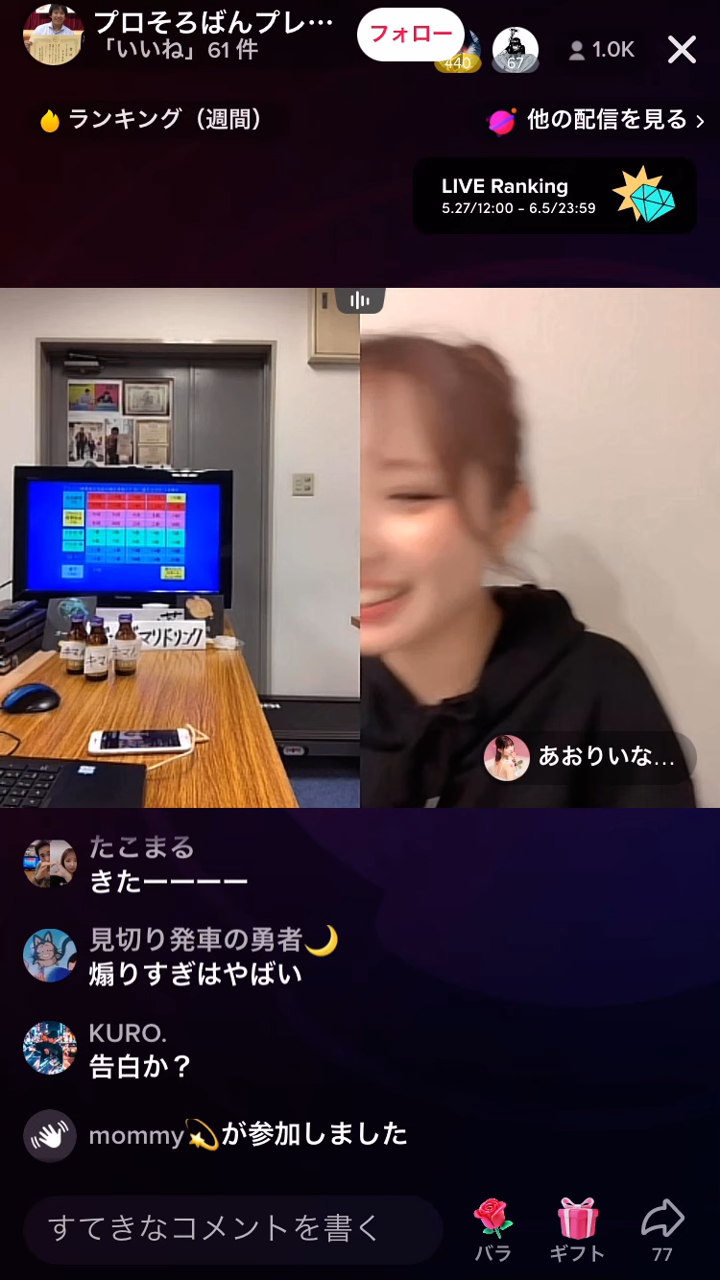 プロそろばんプレ…
「いいね」61 件
フォロー
440
67
1.0K
ランキング（週間）
他の配信を見る
LIVE Ranking
5.27/12:00 – 6.5/23:59
マリドリンク
キマ
あおりいな…
たこまる
きたーーーー
見切り発車の勇者🌙
煽りすぎはやばい
KURO.
告白か？
mommy💫が参加しました
すてきなコメントを書く
バラ
ギフト
77